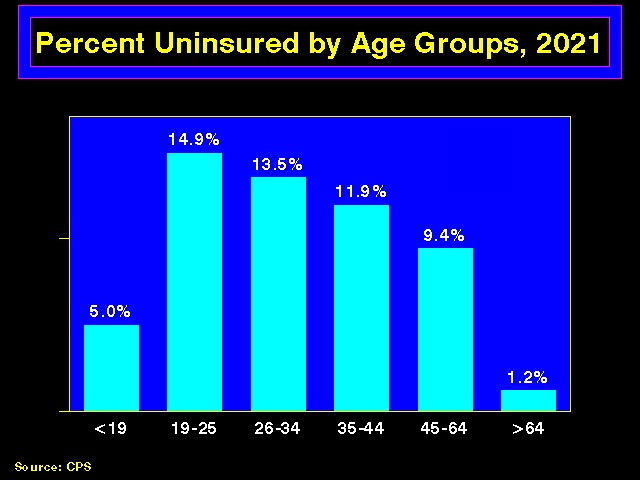 Percent Uninsured by Age Groups, 2021
14.9%
13.5%
11.9%
9.4%
5.0%
1.2%
<19 19-25 26-34 35-44 45-64 >64
Source: CPS